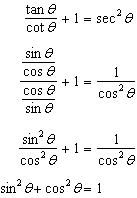 tan θ / cot θ + 1 = sec² θ
(sin θ / cos θ) / (cos θ / sin θ) + 1 = 1 / cos² θ
sin² θ / cos² θ + 1 = 1 / cos² θ
sin² θ + cos² θ = 1